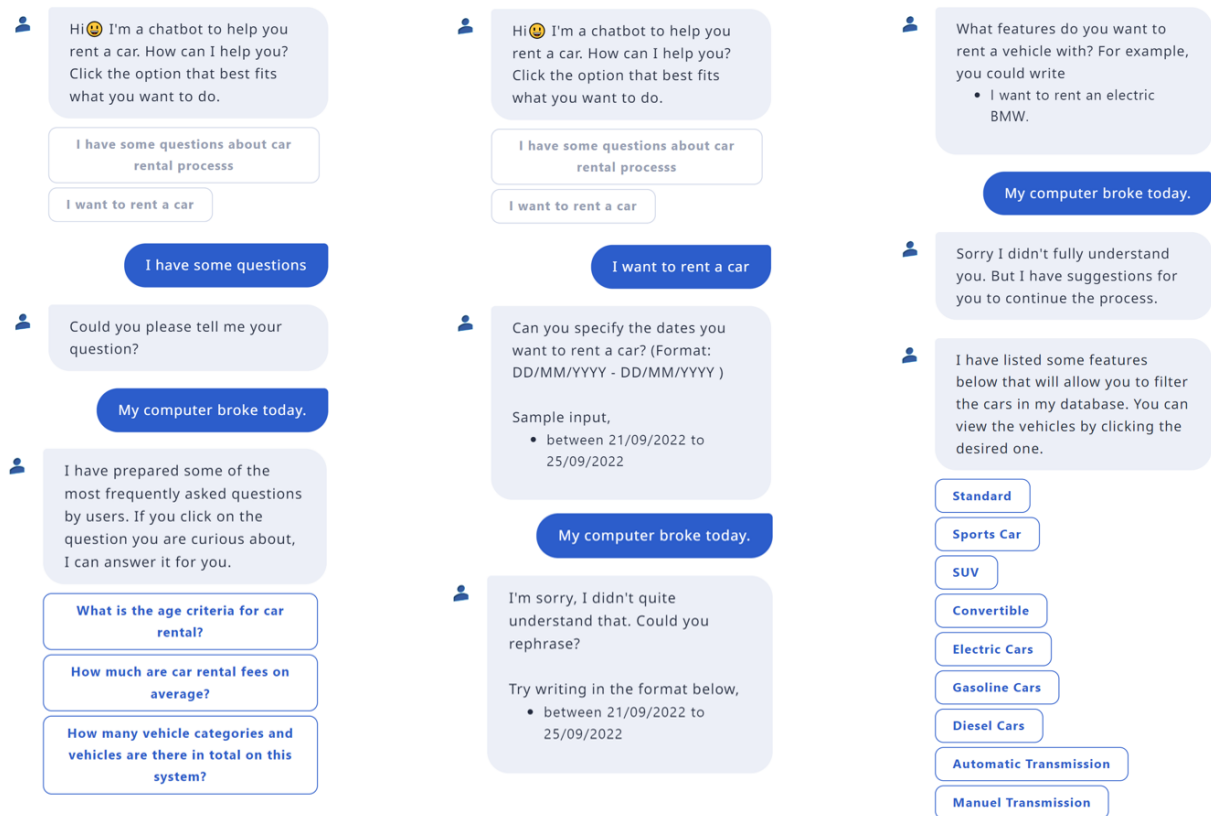 Hi😃 I'm a chatbot to help you
rent a car. How can I help you?
Click the option that best fits
what you want to do.
I have some questions about car
rental processs
I want to rent a car
I have some questions
Could you please tell me your
question?
My computer broke today.
I have prepared some of the
most frequently asked questions
by users. If you click on the
question you are curious about,
I can answer it for you.
What is the age criteria for car
rental?
How much are car rental fees on
average?
How many vehicle categories and
vehicles are there in total on this
system?
Hi😃 I'm a chatbot to help you
rent a car. How can I help you?
Click the option that best fits
what you want to do.
I have some questions about car
rental processs
I want to rent a car
I want to rent a car
Can you specify the dates you
want to rent a car? (Format:
DD/MM/YYYY - DD/MM/YYYY )
Sample input,
• between 21/09/2022 to
25/09/2022
My computer broke today.
I'm sorry, I didn't quite
understand that. Could you
rephrase?
Try writing in the format below,
• between 21/09/2022 to
25/09/2022
What features do you want to
rent a vehicle with? For example,
you could write
• I want to rent an electric
BMW.
My computer broke today.
Sorry I didn't fully understand
you. But I have suggestions for
you to continue the process.
I have listed some features
below that will allow you to filter
the cars in my database. You can
view the vehicles by clicking the
desired one.
Standard
Sports Car
SUV
Convertible
Electric Cars
Gasoline Cars
Diesel Cars
Automatic Transmission
Manuel Transmission